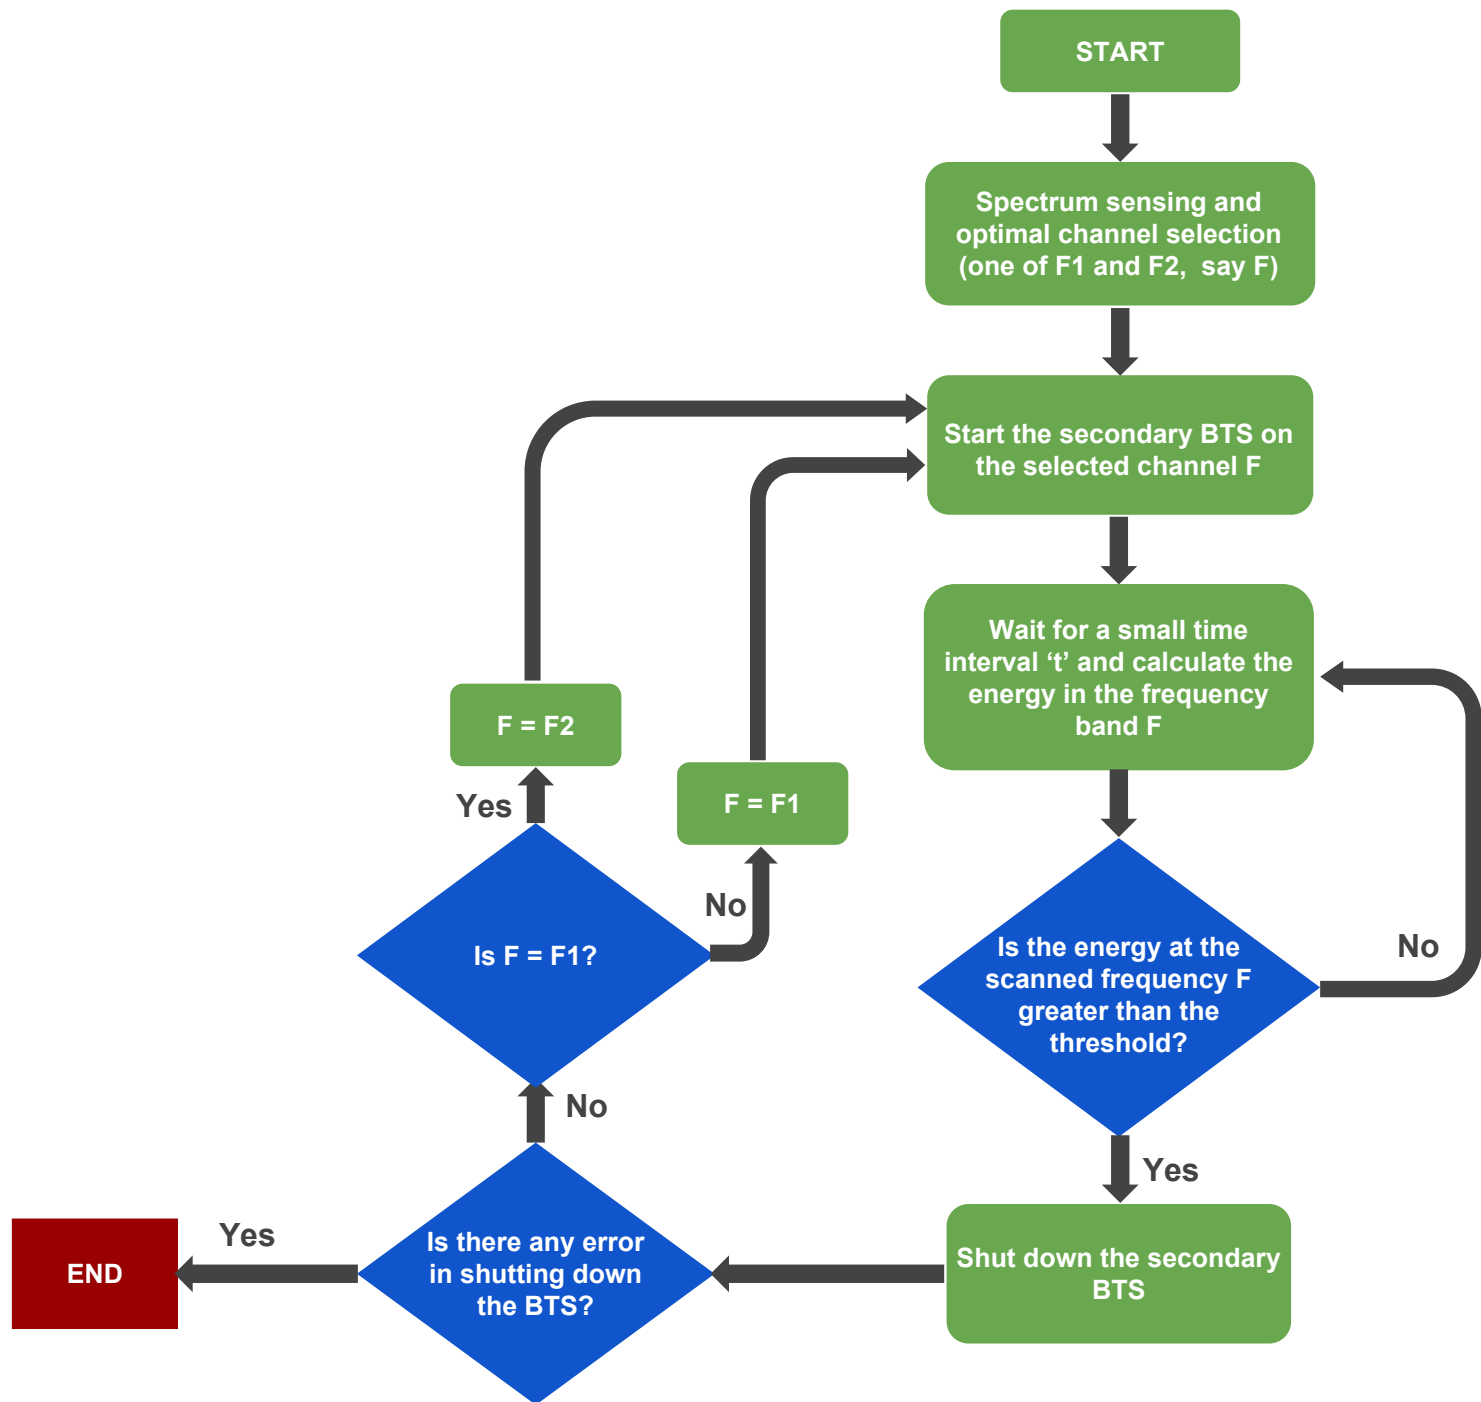 START
Spectrum sensing and
optimal channel selection
(one of F1 and F2, say F)
Start the secondary BTS on
the selected channel F
Wait for a small time
interval ‘t’ and calculate the
energy in the frequency
band F
F = F2
F = F1
Yes
No
Is F = F1?
Is the energy at the
scanned frequency F
greater than the
threshold?
No
No
Yes
Is there any error
in shutting down
the BTS?
Yes
END
Shut down the secondary
BTS